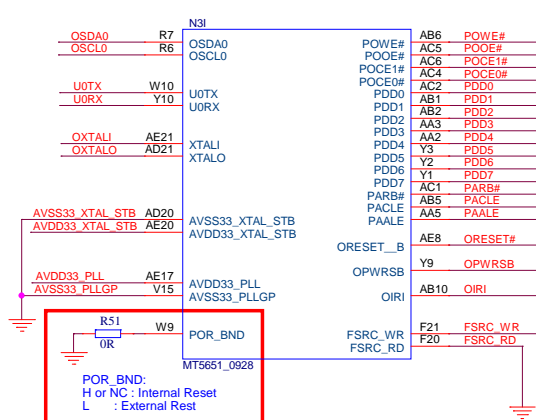 N3I
OSDA0 R7 OSDA0
OSCL0 R6 OSCL0
U0TX W10 U0TX
U0RX Y10 U0RX
OXTALI AE21 XTALI
OXTALO AD21 XTALO
AVSS33_XTAL_STB AD20 AVSS33_XTAL_STB
AVDD33_XTAL_STB AE20 AVDD33_XTAL_STB
AVDD33_PLL AE17 AVDD33_PLL
AVSS33_PLLGP V15 AVSS33_PLLGP
R51
0R
W9 POR_BND
POWE# AB6 POWE#
POOE# AC5 POOE#
POCE1# AC6 POCE1#
POCE0# AC4 POCE0#
PDD0 AC2 PDD0
PDD1 AB1 PDD1
PDD2 AB2 PDD2
PDD3 AA3 PDD3
PDD4 AA2 PDD4
PDD5 Y3 PDD5
PDD6 Y2 PDD6
PDD7 Y1 PDD7
PARB# AC1 PARB#
PACLE AB5 PACLE
PAALE AA5 PAALE
ORESET__B AE8 ORESET#
OPWRSB Y9 OPWRSB
OIRI AB10 OIRI
FSRC_WR F21 FSRC_WR
FSRC_RD F20 FSRC_RD
MT5651_0928
POR_BND:
H or NC : Internal Reset
L : External Rest